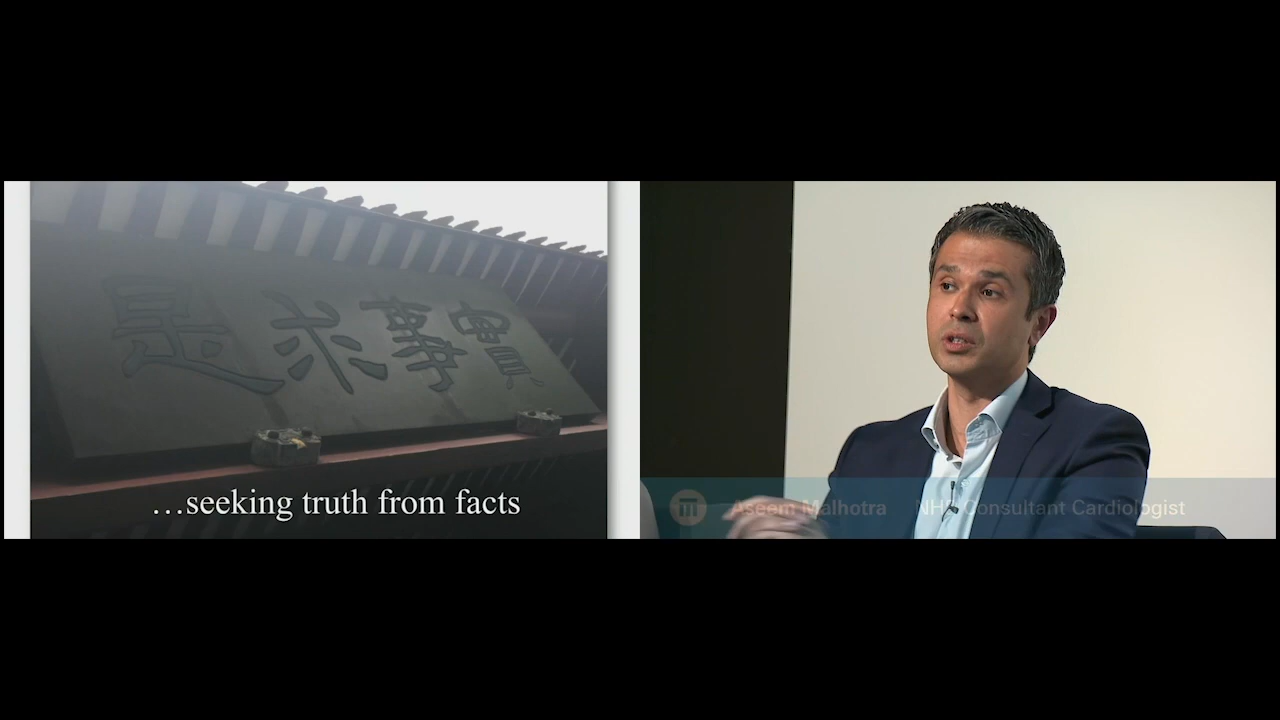 實事求是
…seeking truth from facts
Aseem Malhotra NHS Consultant Cardiologist